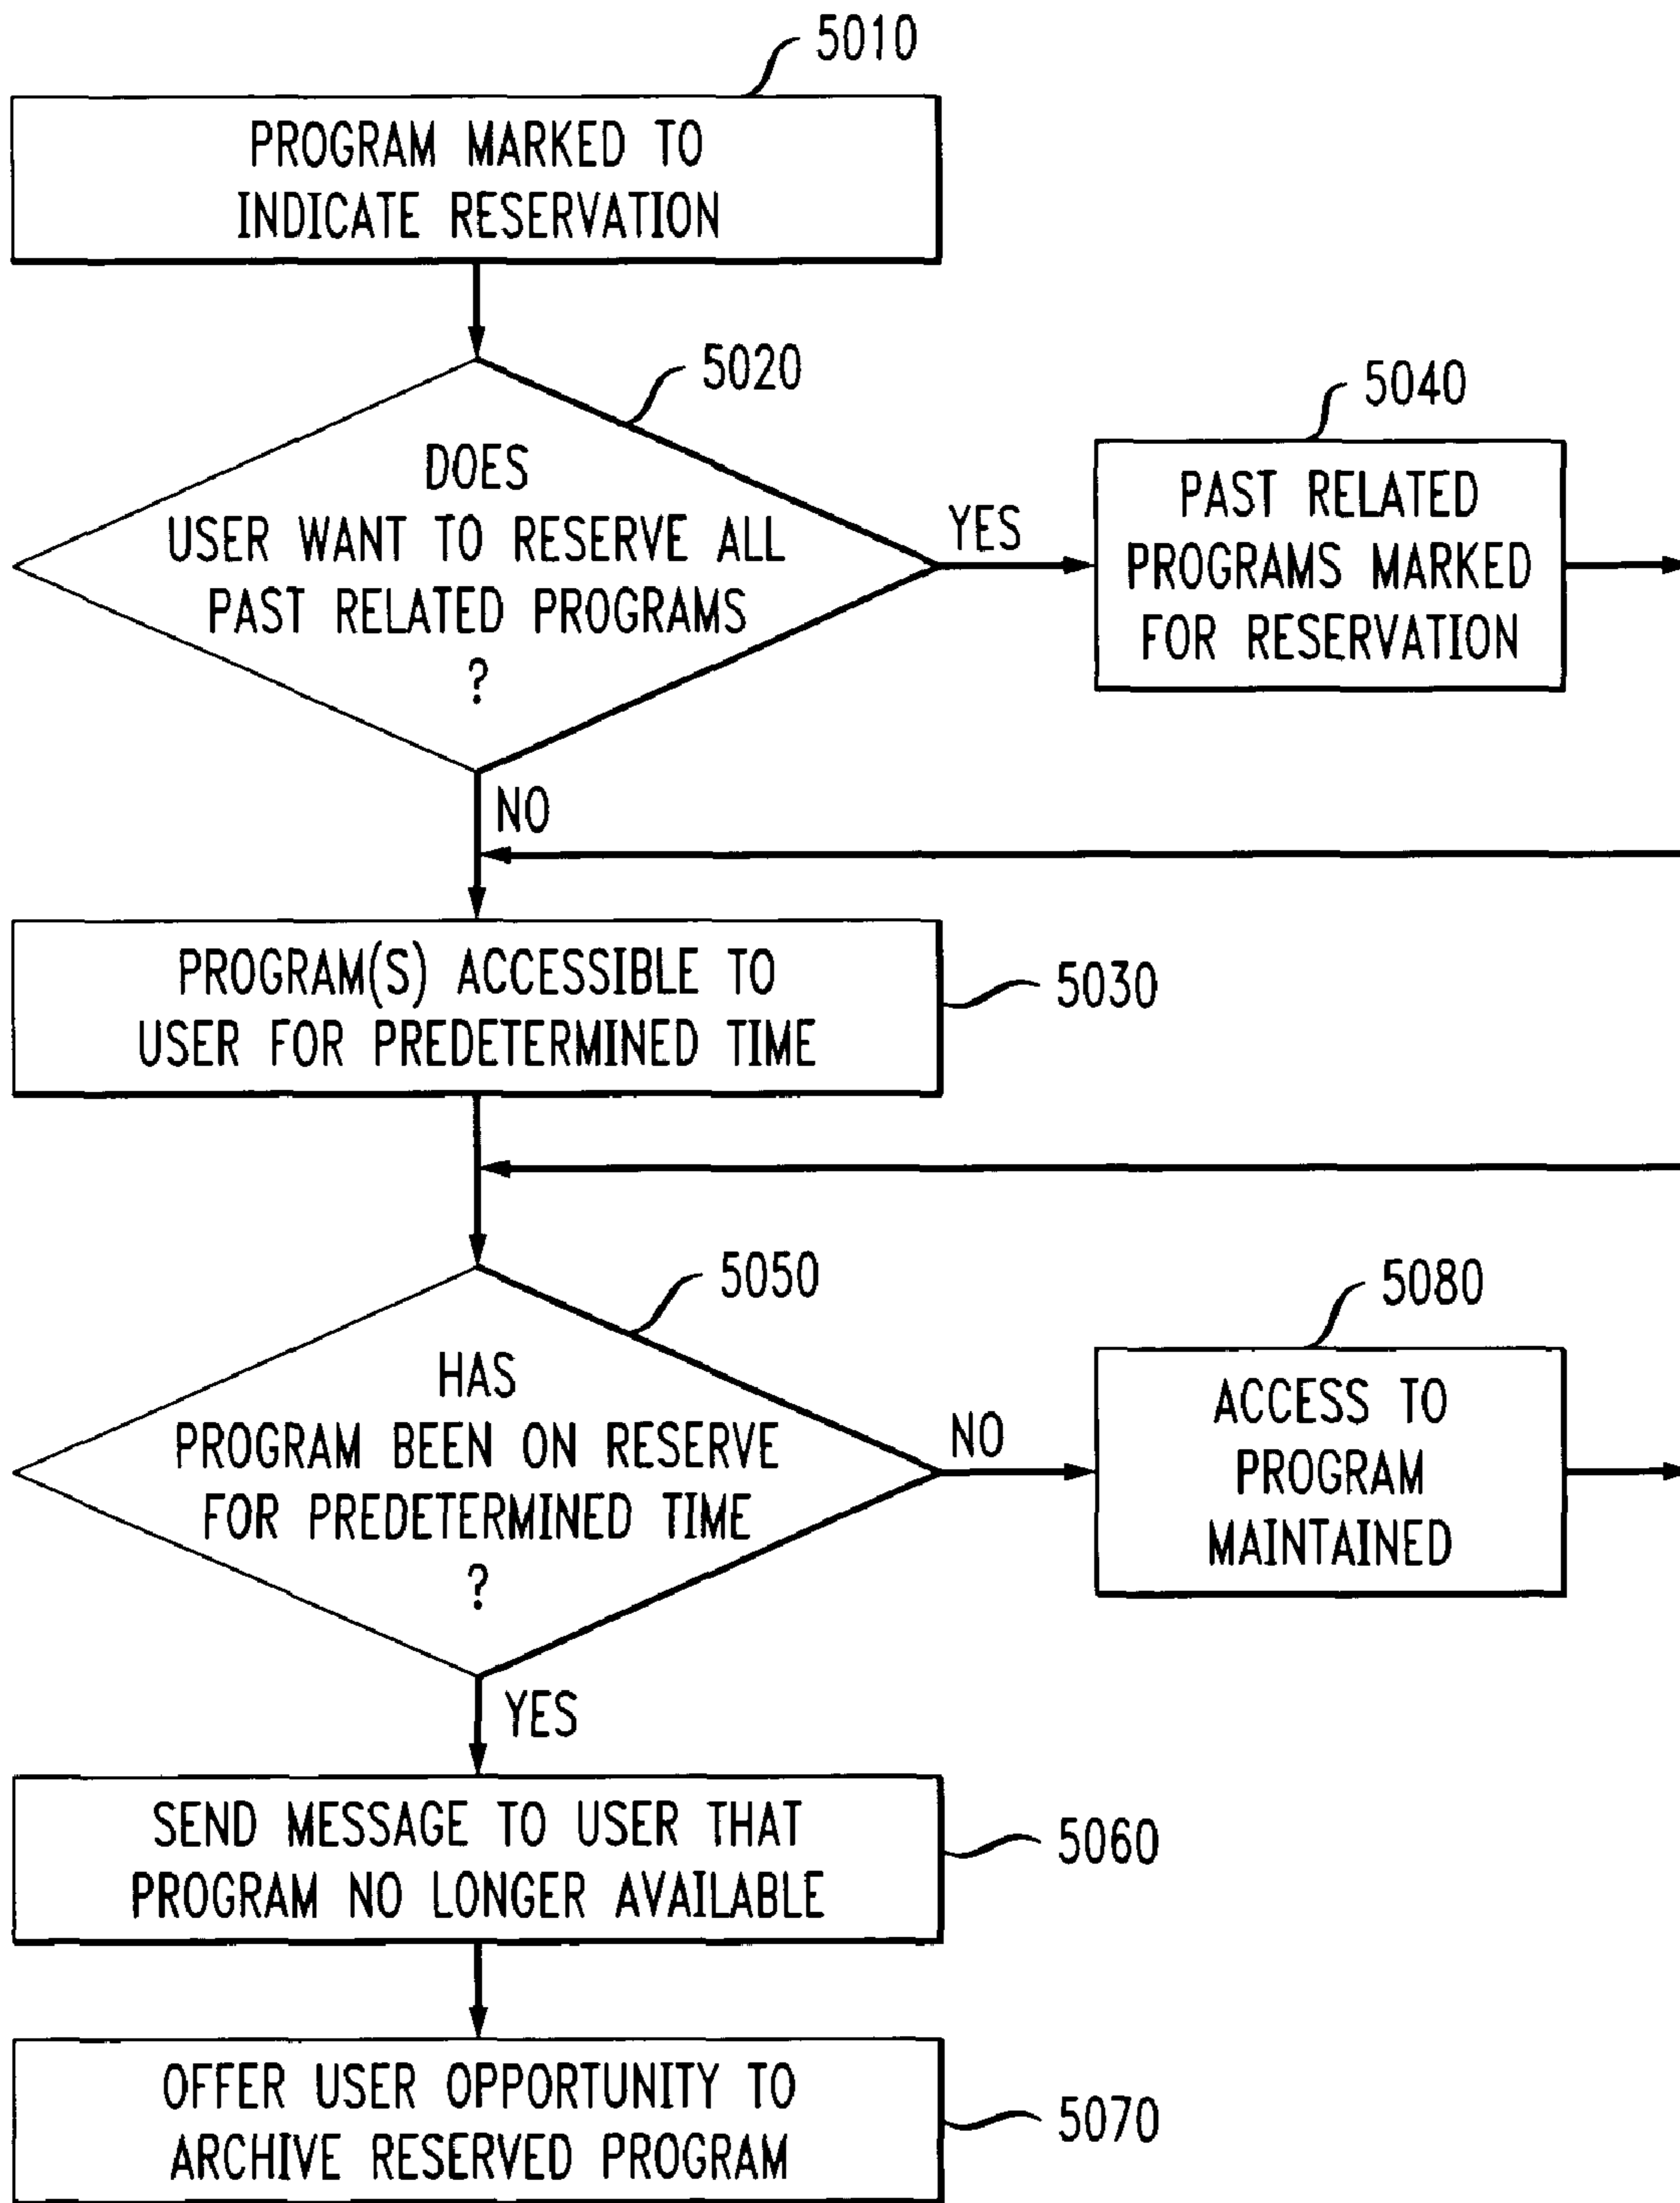 5010
PROGRAM MARKED TO
INDICATE RESERVATION
5020
DOES
USER WANT TO RESERVE ALL
PAST RELATED PROGRAMS
?
YES
5040
PAST RELATED
PROGRAMS MARKED
FOR RESERVATION
NO
PROGRAM(S) ACCESSIBLE TO
USER FOR PREDETERMINED TIME
5030
5050
HAS
PROGRAM BEEN ON RESERVE
FOR PREDETERMINED TIME
?
NO
5080
ACCESS TO
PROGRAM
MAINTAINED
YES
SEND MESSAGE TO USER THAT
PROGRAM NO LONGER AVAILABLE
5060
OFFER USER OPPORTUNITY TO
ARCHIVE RESERVED PROGRAM
5070